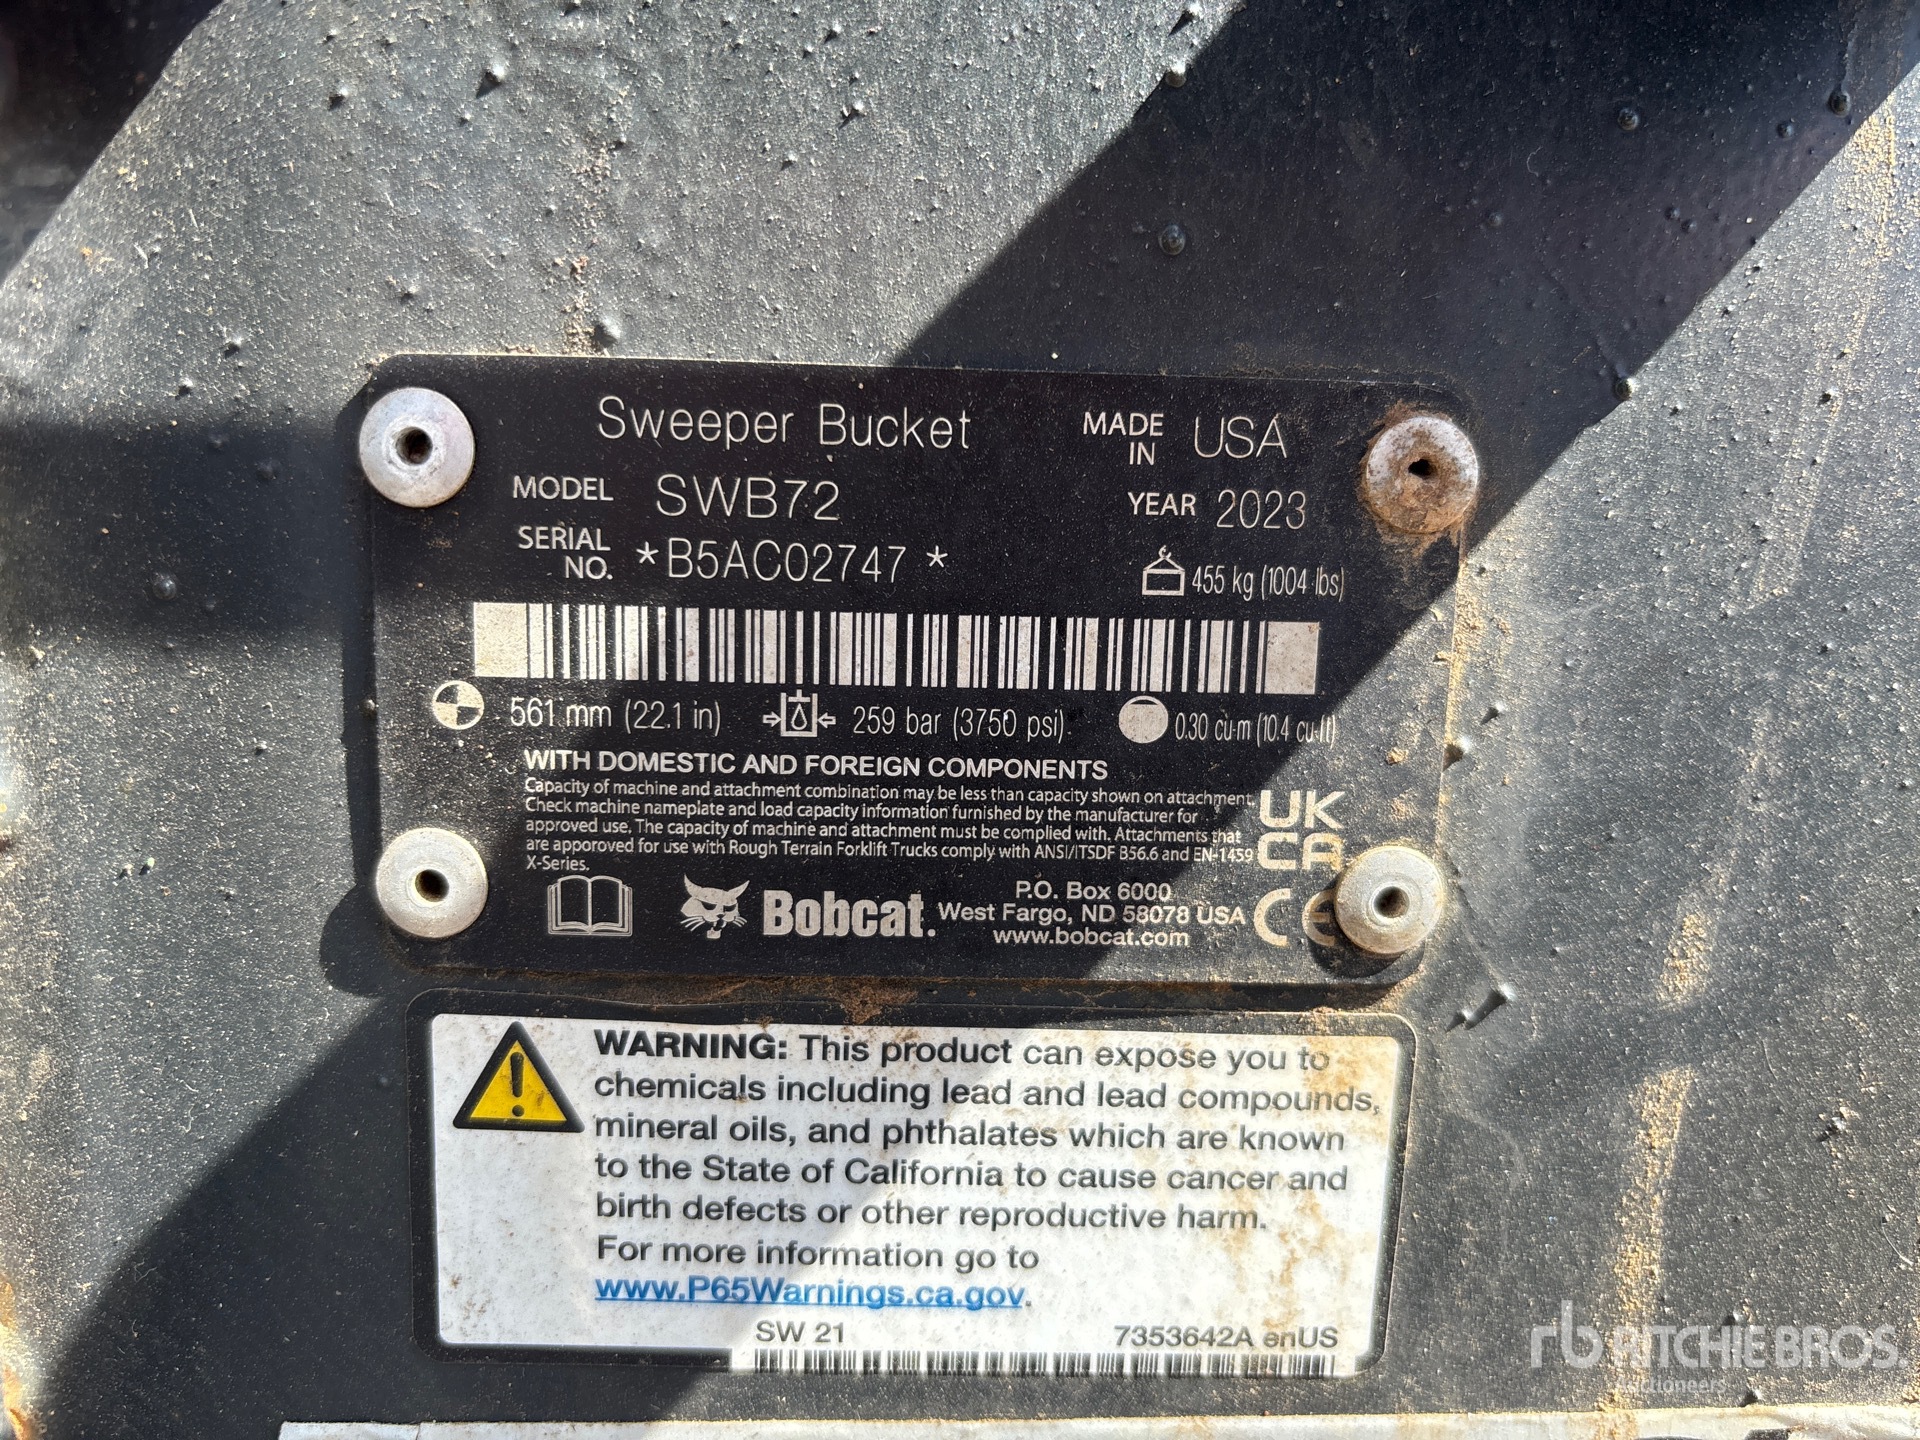 Sweeper Bucket MADE IN USA
MODEL SWB72 YEAR 2023
SERIAL NO. *B5AC02747 * 455 kg (1004 lbs)
561 mm (22.1 in) 259 bar (3750 psi) 0.30 cu-m (10.4 cu-ft)
WITH DOMESTIC AND FOREIGN COMPONENTS
Capacity of machine and attachment combination may be less than capacity shown on attachment.
Check machine nameplate and load capacity information furnished by the manufacturer for
approved use. The capacity of machine and attachment must be complied with. Attachments that
are apporoved for use with Rough Terrain Forklift Trucks comply with ANSI/ITSDF B56.6 and EN-1459
X-Series.
UK
CA
Bobcat.
P.O. Box 6000
West Fargo, ND 58078 USA
www.bobcat.com
CE
WARNING: This product can expose you to
chemicals including lead and lead compounds,
mineral oils, and phthalates which are known
to the State of California to cause cancer and
birth defects or other reproductive harm.
For more information go to
www.P65Warnings.ca.gov.
SW 21 7353642A enUS
rb RITCHIE BROS.
Auctioneers